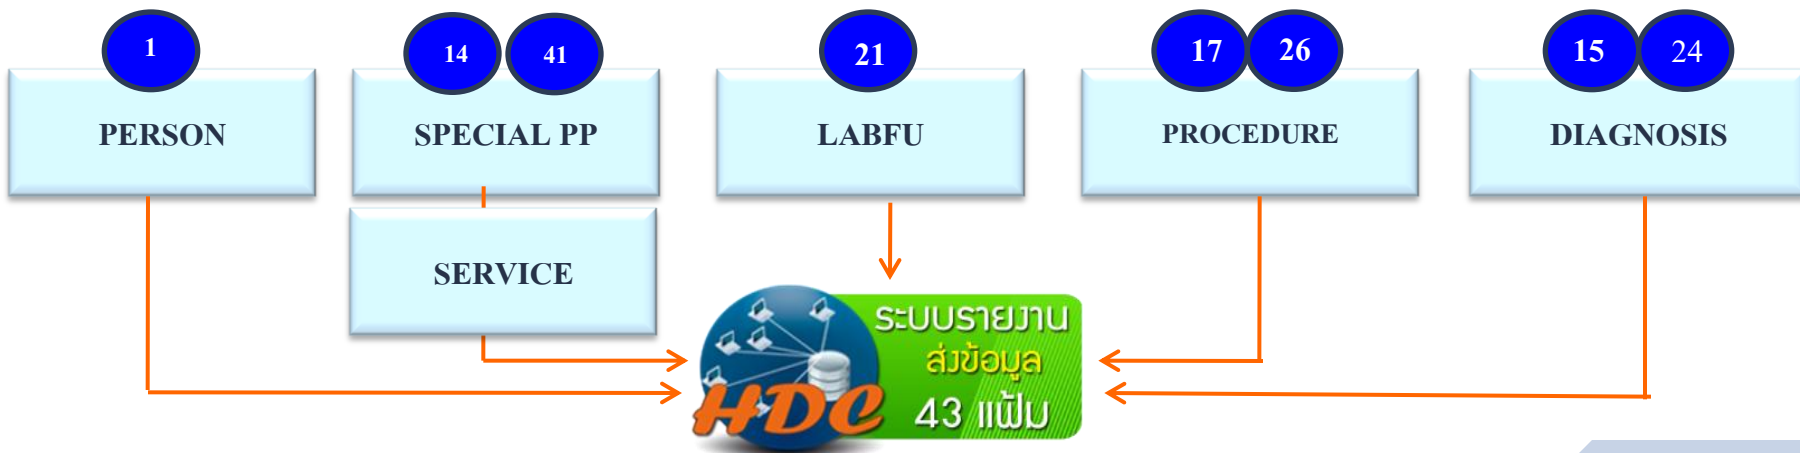 1
14
41
21
17
26
15
24
PERSON
SPECIAL PP
LABFU
PROCEDURE
DIAGNOSIS
SERVICE
ระบบรายงาน
ส่งข้อมูล
43 แฟ้ม
HDC